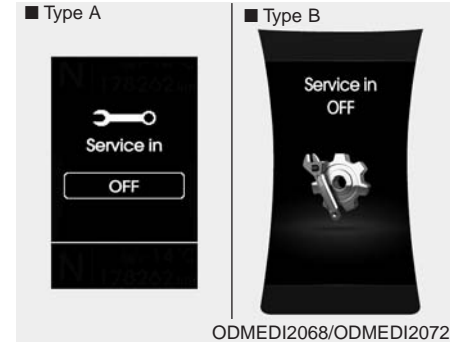 ■ Type A
Service in
OFF
■ Type B
Service in
OFF
ODMEDI2068/ODMEDI2072